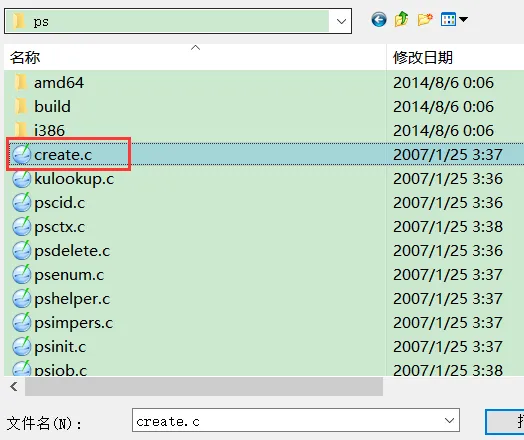 ps
名称 修改日期
amd64 2014/8/6 0:06
build 2014/8/6 0:06
i386 2014/8/6 0:06
create.c 2007/1/25 3:37
kulookup.c 2007/1/25 3:36
pscid.c 2007/1/25 3:36
psctx.c 2007/1/25 3:38
psdelete.c 2007/1/25 3:36
psenum.c 2007/1/25 3:37
pshelper.c 2007/1/25 3:37
psimpers.c 2007/1/25 3:37
psinit.c 2007/1/25 3:37
psjob.c 2007/1/25 3:38
文件名(N): create.c